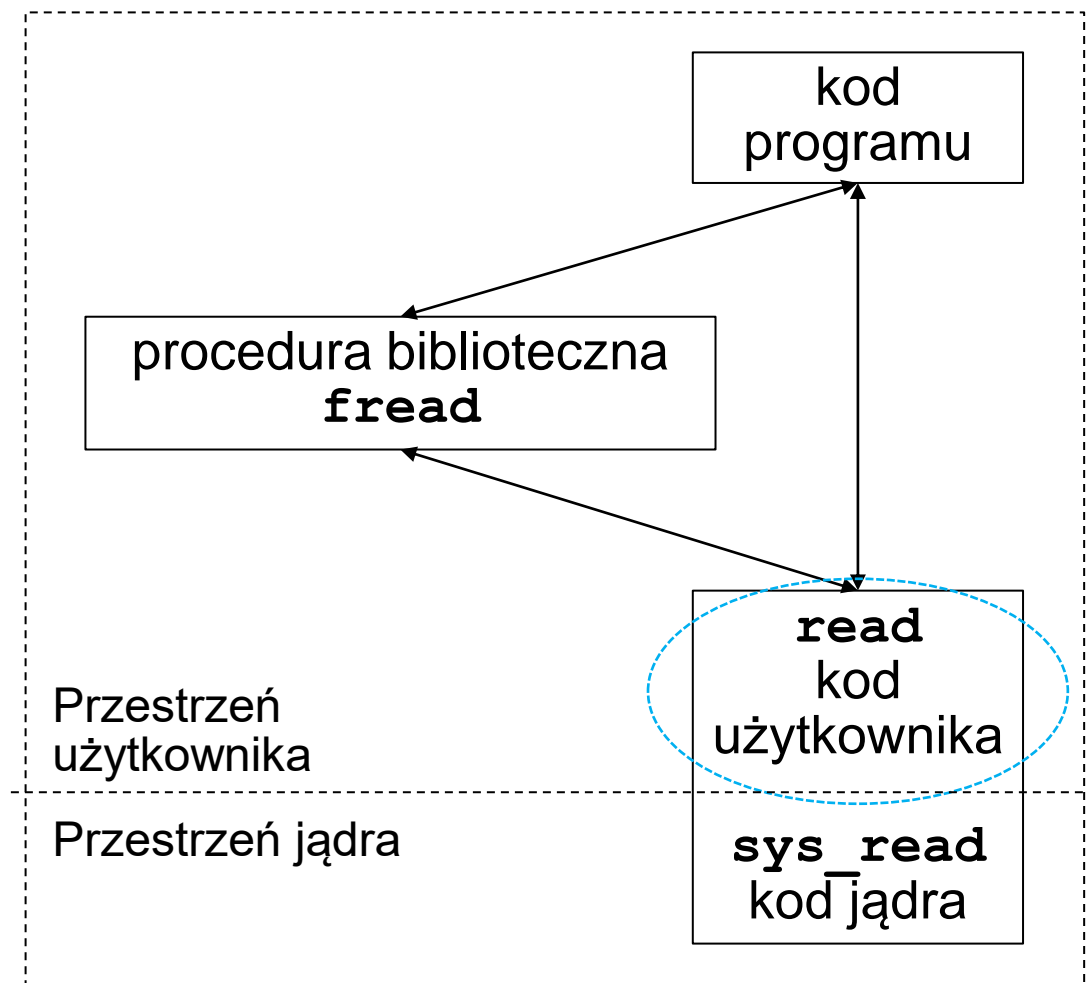 kod
programu
procedura biblioteczna
fread
read
kod
użytkownika
Przestrzeń
użytkownika
Przestrzeń jądra
sys_read
kod jądra